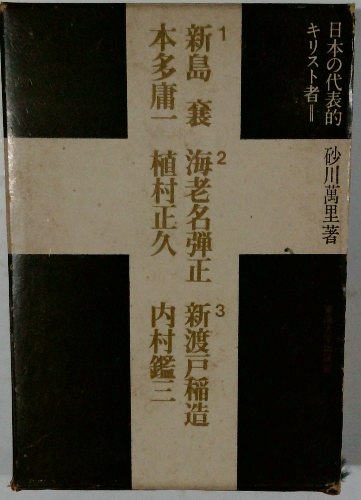 日本の代表的
キリスト者＝
砂川萬里著
1
新島 襄
本多庸一
2
海老名弾正
植村正久
3
新渡戸稲造
内村鑑三